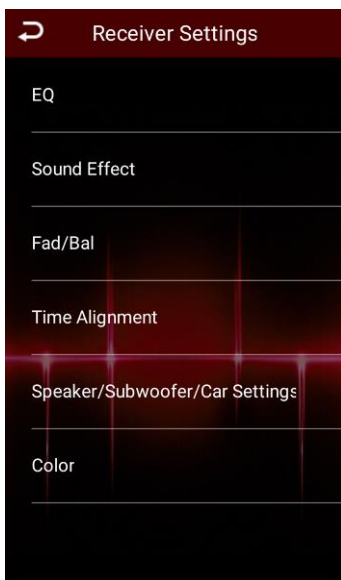 Receiver Settings
EQ
Sound Effect
Fad/Bal
Time Alignment
Speaker/Subwoofer/Car Settings
Color